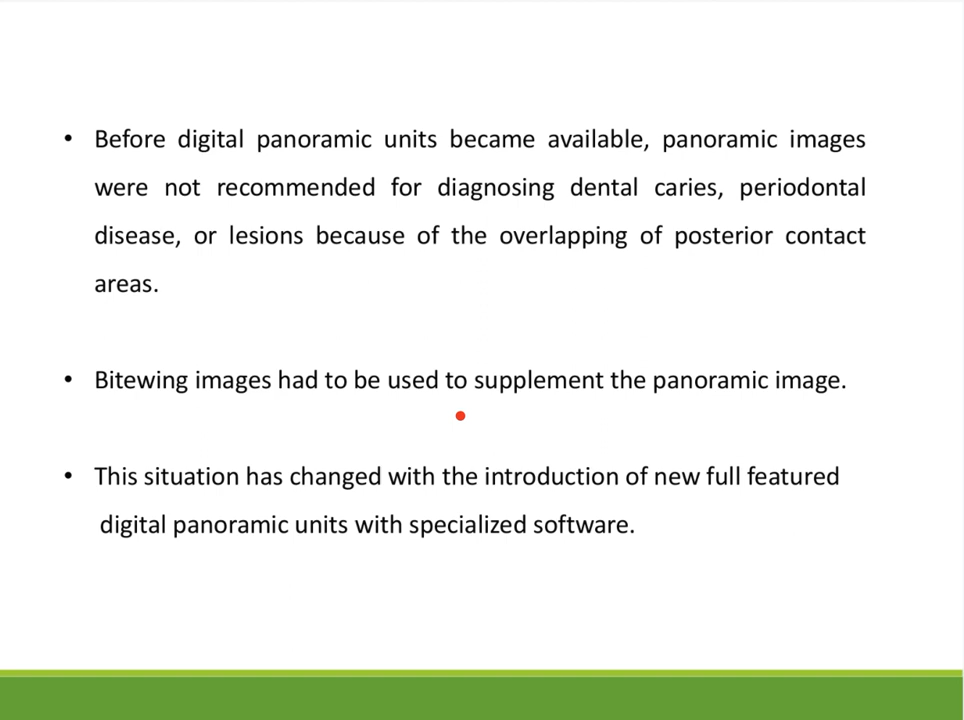 • Before digital panoramic units became available, panoramic images
were not recommended for diagnosing dental caries, periodontal
disease, or lesions because of the overlapping of posterior contact
areas.
• Bitewing images had to be used to supplement the panoramic image.
• This situation has changed with the introduction of new full featured
digital panoramic units with specialized software.